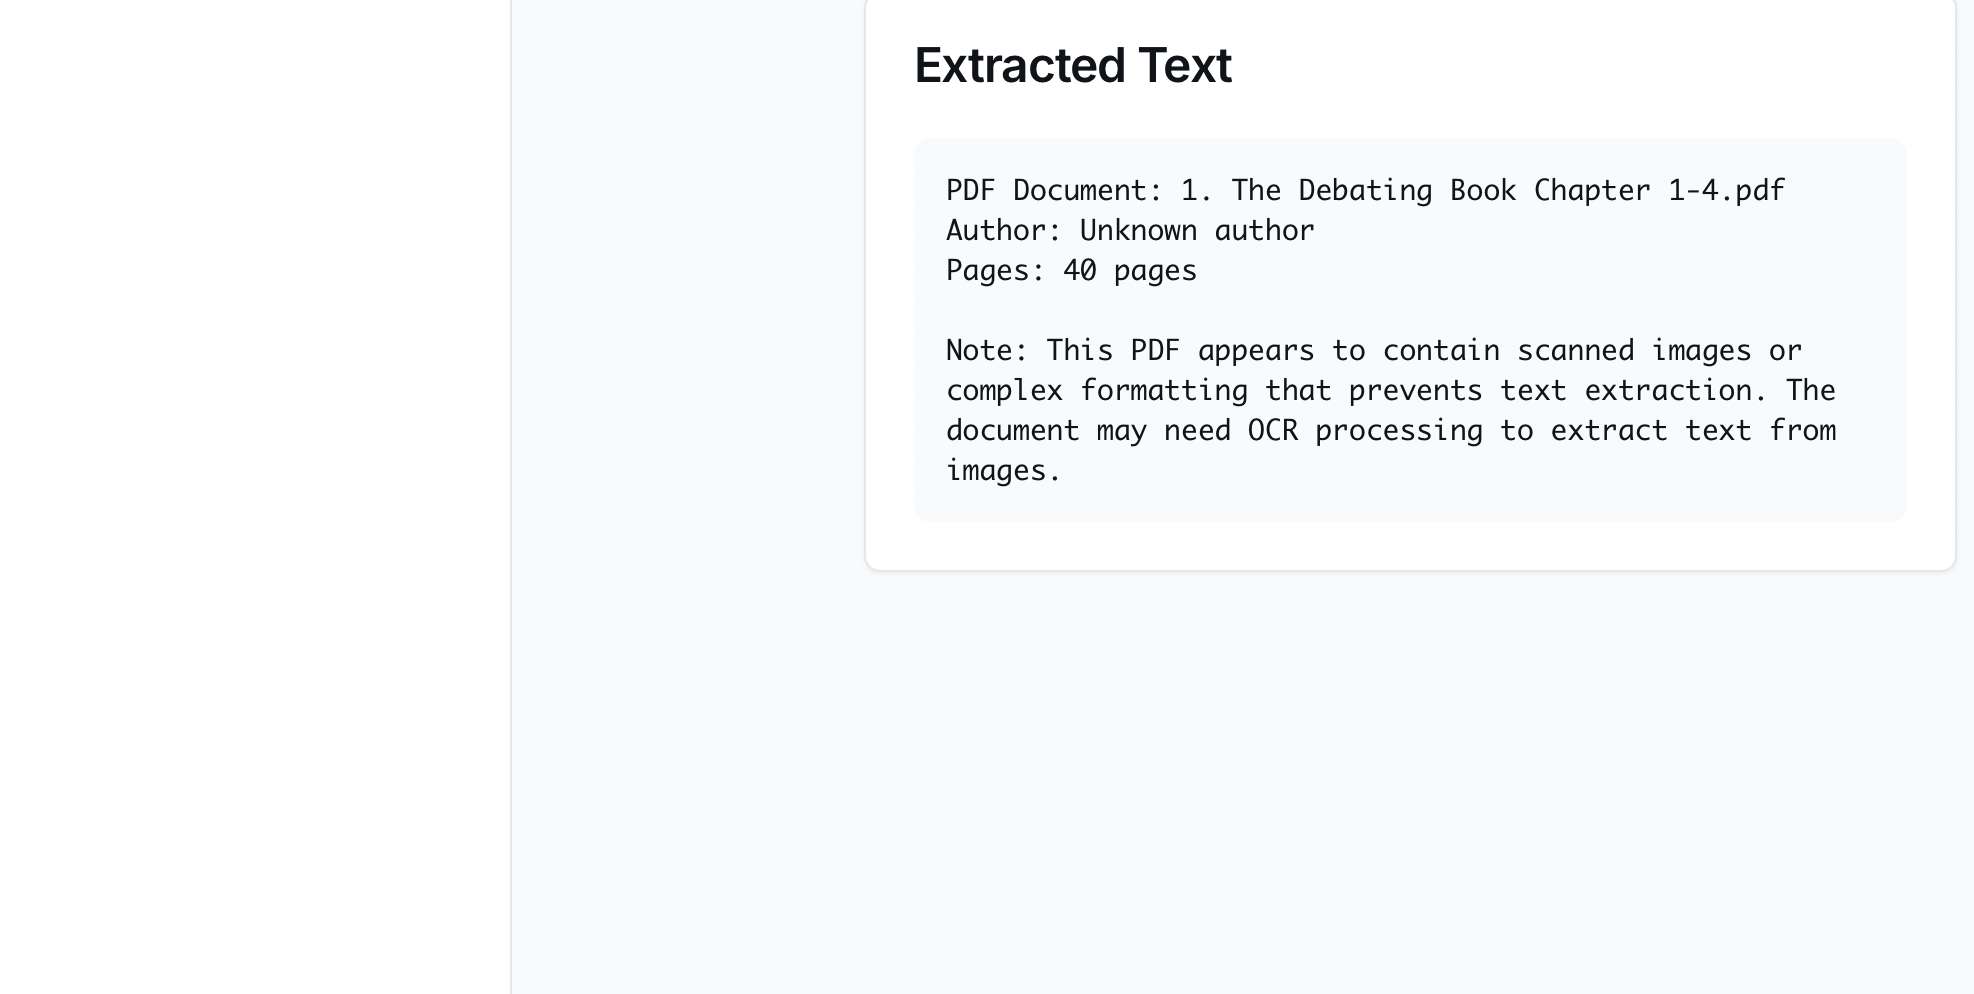 Extracted Text
PDF Document: 1. The Debating Book Chapter 1-4.pdf
Author: Unknown author
Pages: 40 pages
Note: This PDF appears to contain scanned images or
complex formatting that prevents text extraction. The
document may need OCR processing to extract text from
images.